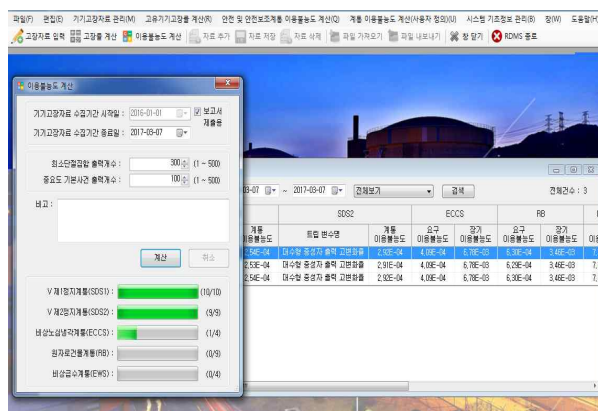 파일(F) 편집(E) 기기고장자료 관리(M) 고유기기고장률 계산(R) 안전 및 안전보조계통 이용불능도 계산(Q) 계통 이용불능도 계산(사용자 정의)(U) 시스템 기초정보 관리(B) 창(W) 도움말(H)
고장자료 입력 고장률 계산 이용불능도 계산 자료 추가 자료 저장 자료 삭제 파일 가져오기 파일 내보내기 창 닫기 RDMS 종료
이용불능도 계산
기기고장자료 수집기간 시작일 : 2016-01-01 보고서 제출용
기기고장자료 수집기간 종료일 : 2017-03-07
최소단절집합 출력개수 : 300 (1 ~ 500)
중요도 기본사건 출력개수 : 100 (1 ~ 500)
비고 :
계산 취소
V 제1정지계통(SDS1) : (10/10)
V 제2정지계통(SDS2) : (9/9)
비상노심냉각계통(ECCS) : (1/4)
원자로건물계통(RB) : (0/9)
비상급수계통(EWS) : (0/4)
03-07 ~ 2017-03-07 전체보기 검색 전체건수 : 3
SDS2 ECCS RB
계통 이용불능도 트립 변수명 계통 이용불능도 요구 이용불능도 장기 이용불능도 요구 이용불능도 장기 이용불능도
2,54E-04 대수형 중성자 출력 고변화률 2,92E-04 4,09E-04 6,78E-03 6,30E-04 3,46E-03 7,
2,53E-04 대수형 중성자 출력 고변화률 2,91E-04 4,09E-04 6,78E-03 6,29E-04 3,46E-03 7,
2,54E-04 대수형 중성자 출력 고변화률 2,92E-04 4,09E-04 6,78E-03 6,30E-04 3,46E-03 7,